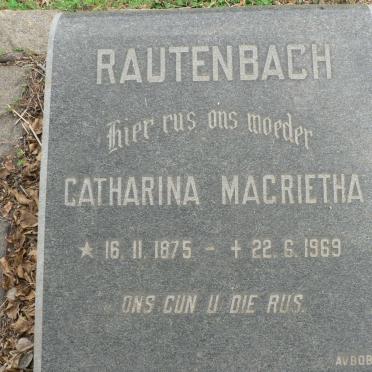 RAUTENBACH
Hier rus ons moeder
CATHARINA MACRIETHA
★ 16. 11. 1875 - ✝ 22. 6. 1969
ONS GUN U DIE RUS.
AVBOB